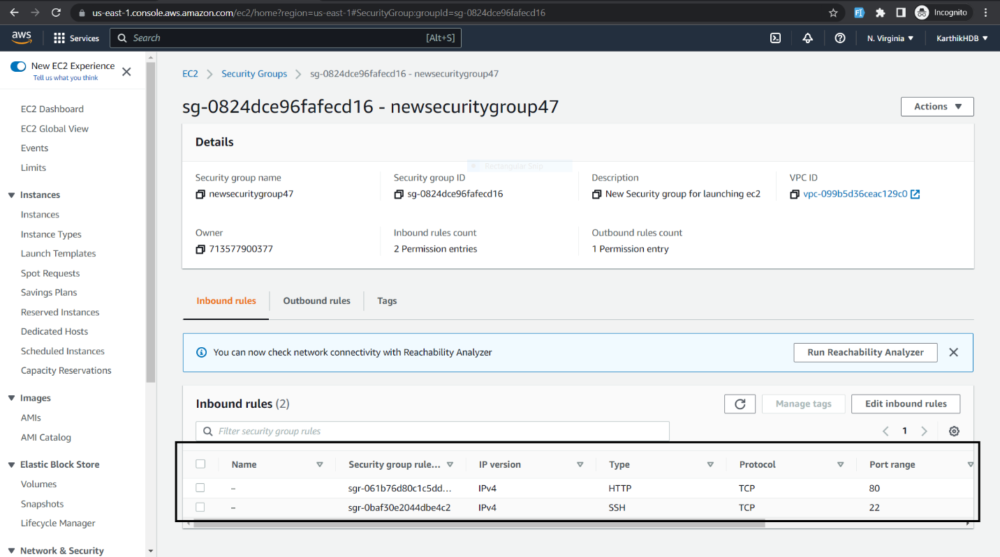 us-east-1.console.aws.amazon.com/ec2/home?region=us-east-1#SecurityGroup:groupId=sg-0824dce96fafecd16
Incognito
aws
Services
Search
[Alt+S]
N. Virginia
KarthikHDB
New EC2 Experience
Tell us what you think
EC2 Dashboard
EC2 Global View
Events
Limits
Instances
Instances
Instance Types
Launch Templates
Spot Requests
Savings Plans
Reserved Instances
Dedicated Hosts
Scheduled Instances
Capacity Reservations
Images
AMIs
AMI Catalog
Elastic Block Store
Volumes
Snapshots
Lifecycle Manager
Network & Security
EC2 > Security Groups > sg-0824dce96fafecd16 - newsecuritygroup47
sg-0824dce96fafecd16 - newsecuritygroup47
Actions
Details
Rectangular Snip
Security group name
newsecuritygroup47
Security group ID
sg-0824dce96fafecd16
Description
New Security group for launching ec2
VPC ID
vpc-099b5d36ceac129c0
Owner
713577900377
Inbound rules count
2 Permission entries
Outbound rules count
1 Permission entry
Inbound rules
Outbound rules
Tags
You can now check network connectivity with Reachability Analyzer
Run Reachability Analyzer
Inbound rules (2)
Manage tags
Edit inbound rules
Filter security group rules
1
Name Security group rule... IP version Type Protocol Port range
– sgr-061b76d80c1c5dd... IPv4 HTTP TCP 80
– sgr-0baf30e2044dbe4c2 IPv4 SSH TCP 22